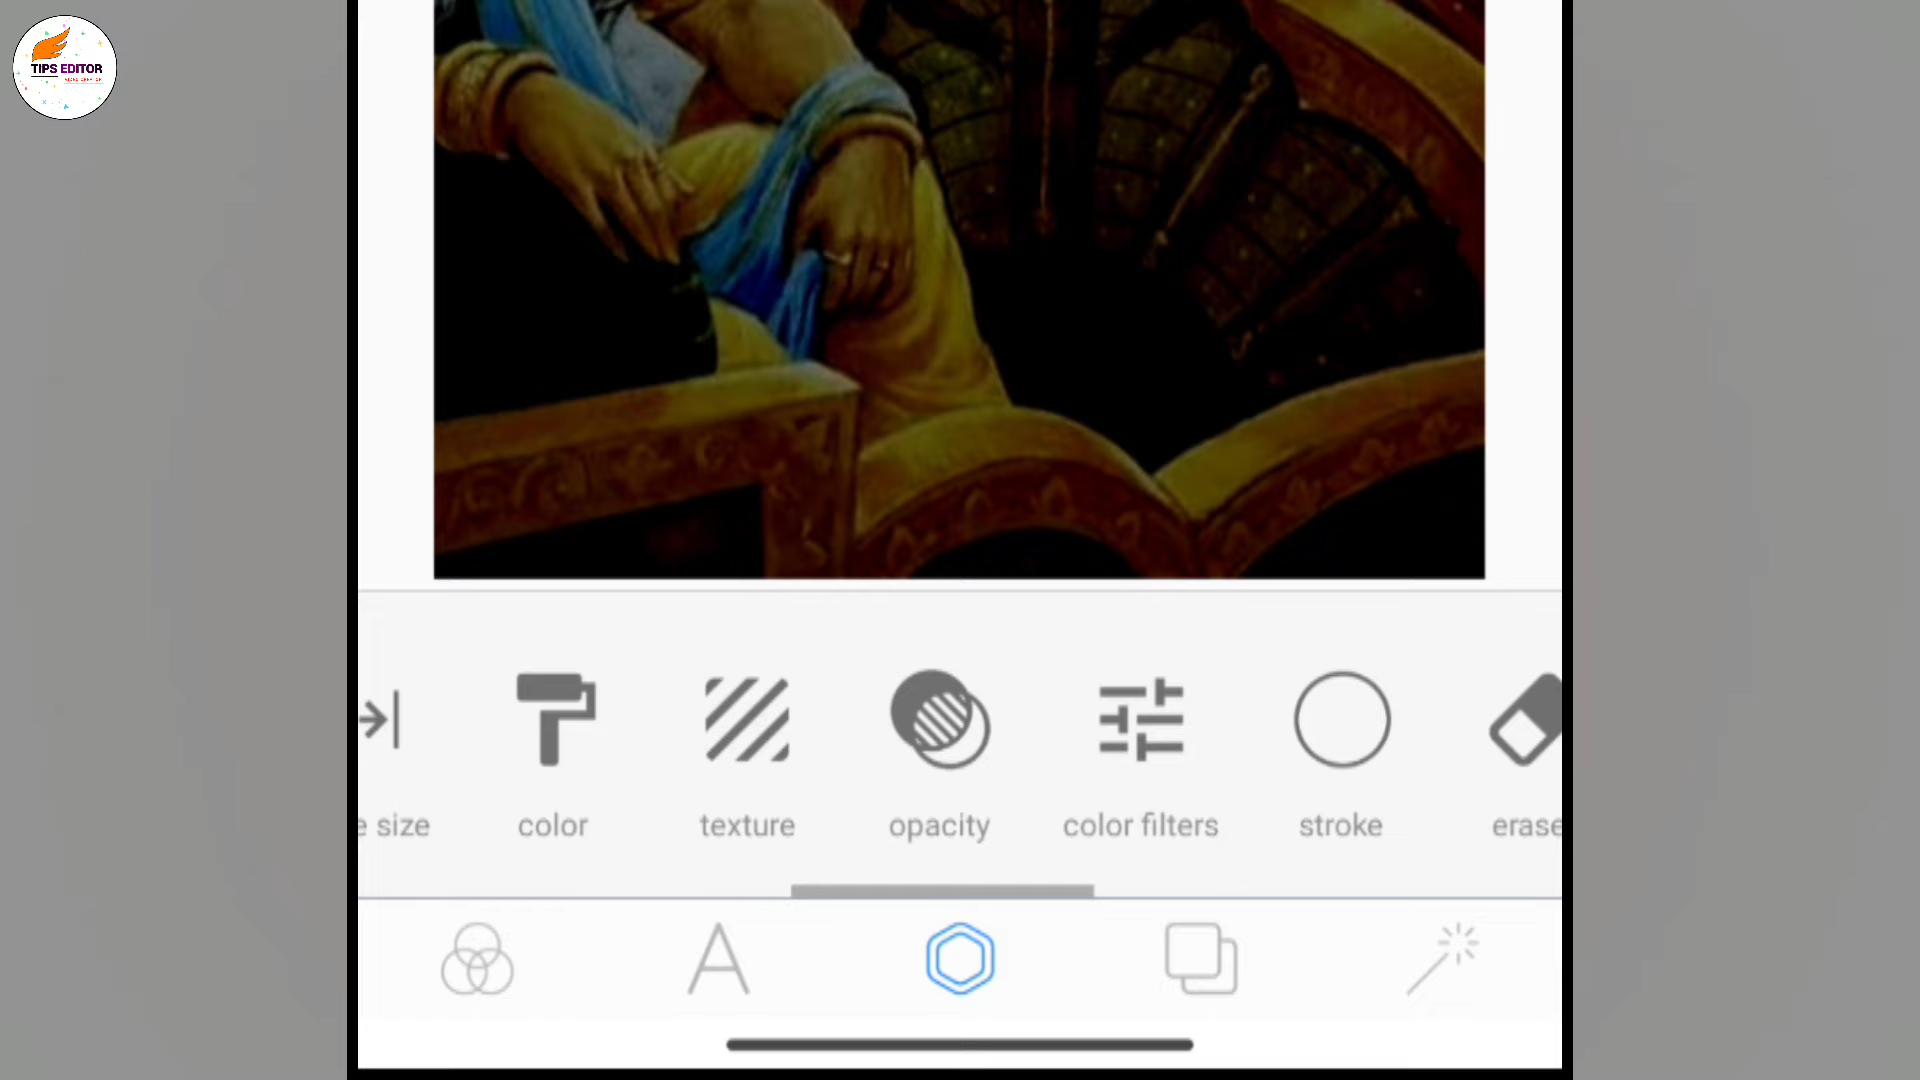 TIPS EDITOR
e size
color
texture
opacity
color filters
stroke
erase